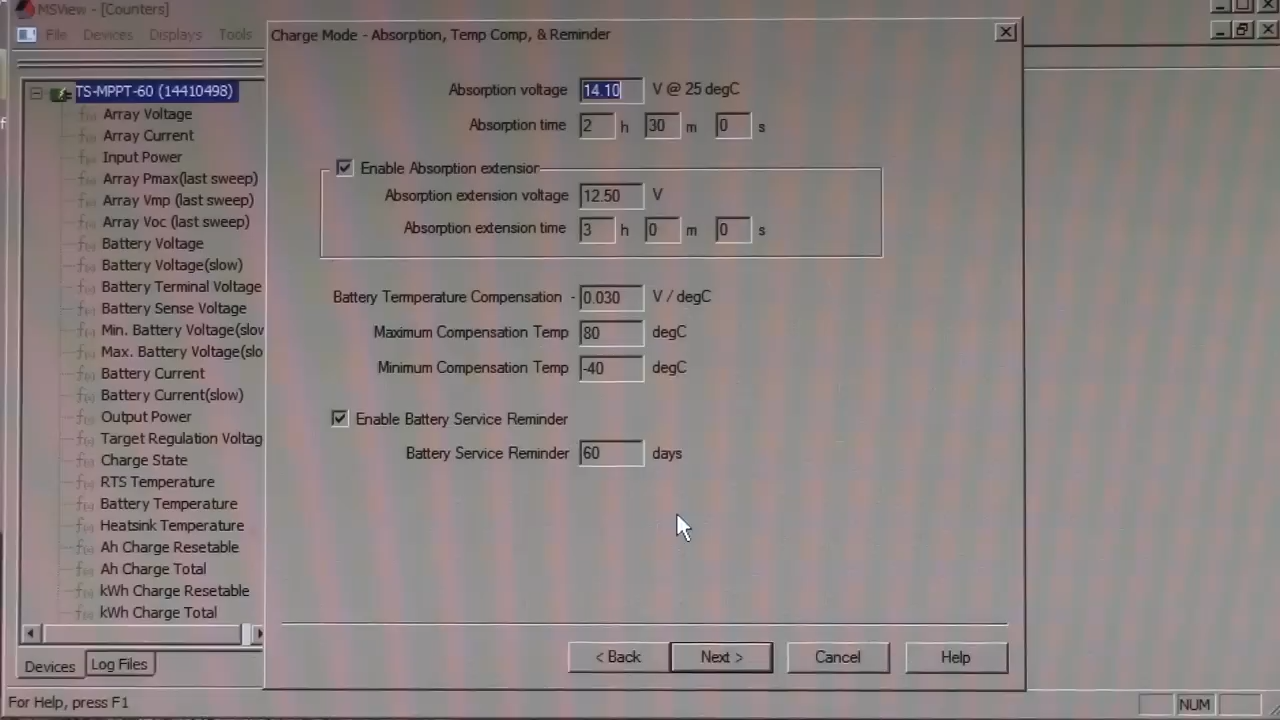 MSView - [Counters]
File Devices Displays Tools
TS-MPPT-60 (14410498)
Array Voltage
Array Current
Input Power
Array Pmax(last sweep)
Array Vmp (last sweep)
Array Voc (last sweep)
Battery Voltage
Battery Voltage(slow)
Battery Terminal Voltage
Battery Sense Voltage
Min. Battery Voltage(slow
Max. Battery Voltage(slo
Battery Current
Battery Current(slow)
Output Power
Target Regulation Voltag
Charge State
RTS Temperature
Battery Temperature
Heatsink Temperature
Ah Charge Resetable
Ah Charge Total
kWh Charge Resetable
kWh Charge Total
Devices Log Files
For Help, press F1
Charge Mode - Absorption, Temp Comp, & Reminder
Absorption voltage 14.10 V @ 25 degC
Absorption time 2 h 30 m 0 s
Enable Absorption extension
Absorption extension voltage 12.50 V
Absorption extension time 3 h 0 m 0 s
Battery Temperature Compensation - 0.030 V / degC
Maximum Compensation Temp 80 degC
Minimum Compensation Temp -40 degC
Enable Battery Service Reminder
Battery Service Reminder 60 days
< Back Next > Cancel Help
NUM